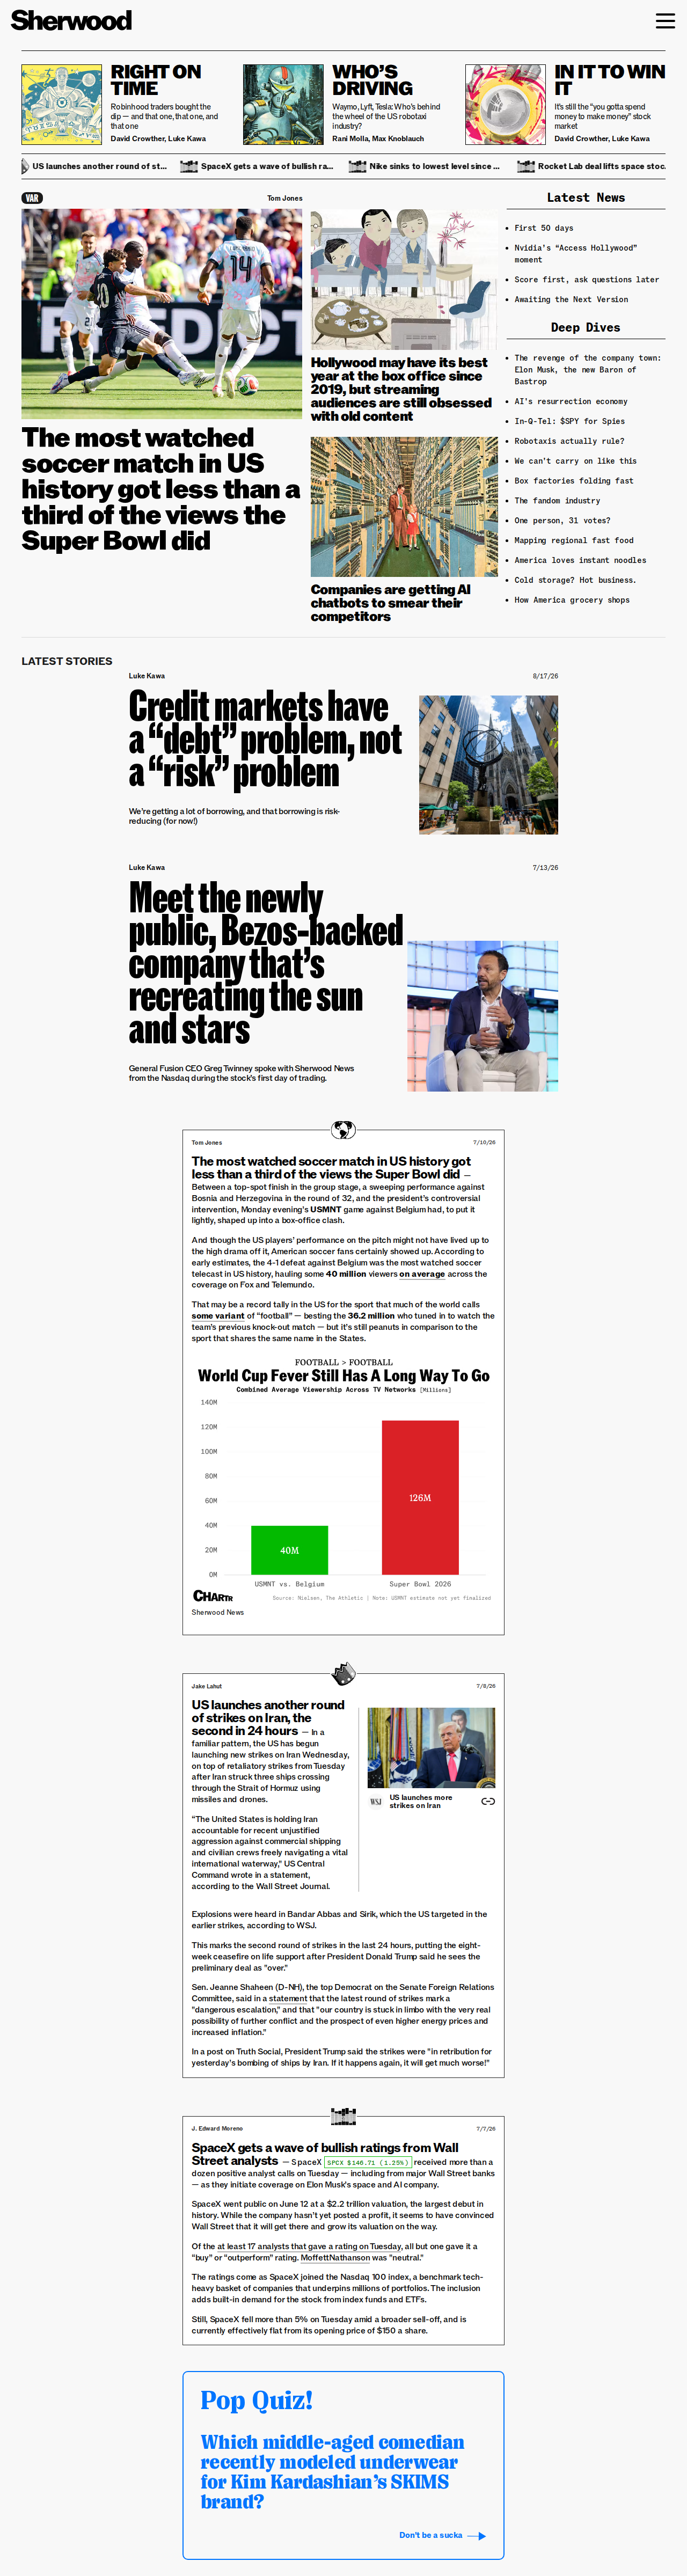 Sherwood
RIGHT ON
TIME
Robinhood traders bought the
dip — and that one, that one, and
that one
David Crowther, Luke Kawa
WHO'S
DRIVING
Waymo, Lyft, Tesla: Who's behind
the wheel of the US robotaxi
industry?
Rani Molla, Max Knoblauch
IN IT TO WIN
IT
It's still the "you gotta spend
money to make money" stock
market
David Crowther, Luke Kawa
US launches another round of st...
SpaceX gets a wave of bullish ra...
Nike sinks to lowest level since ...
Rocket Lab deal lifts space stoc.
VAR
Tom Jones
The most watched
soccer match in US
history got less than a
third of the views the
Super Bowl did
Hollywood may have its best
year at the box office since
2019, but streaming
audiences are still obsessed
with old content
Companies are getting AI
chatbots to smear their
competitors
Latest News
First 50 days
Nvidia's “Access Hollywood”
moment
Score first, ask questions later
Awaiting the Next Version
Deep Dives
The revenge of the company town:
Elon Musk, the new Baron of
Bastrop
AI's resurrection economy
In-Q-Tel: $SPY for Spies
Robotaxis actually rule?
We can't carry on like this
Box factories folding fast
The fandom industry
One person, 31 votes?
Mapping regional fast food
America loves instant noodles
Cold storage? Hot business.
How America grocery shops
LATEST STORIES
Luke Kawa
8/17/26
Credit markets have
a “debt” problem, not
a “risk” problem
We're getting a lot of borrowing, and that borrowing is risk-
reducing (for now!)
Luke Kawa
7/13/26
Meet the newly
public, Bezos-backed
company that's
recreating the sun
and stars
General Fusion CEO Greg Twinney spoke with Sherwood News
from the Nasdaq during the stock's first day of trading.
Tom Jones
7/10/26
The most watched soccer match in US history got
less than a third of the views the Super Bowl did —
Between a top-spot finish in the group stage, a sweeping performance against
Bosnia and Herzegovina in the round of 32, and the president's controversial
intervention, Monday evening's USMNT game against Belgium had, to put it
lightly, shaped up into a box-office clash.
And though the US players' performance on the pitch might not have lived up to
the high drama off it, American soccer fans certainly showed up. According to
early estimates, the 4-1 defeat against Belgium was the most watched soccer
telecast in US history, hauling some 40 million viewers on average across the
coverage on Fox and Telemundo.
That may be a record tally in the US for the sport that much of the world calls
some variant of “football” — besting the 36.2 million who tuned in to watch the
team's previous knock-out match — but it's still peanuts in comparison to the
sport that shares the same name in the States.
FOOTBALL > FOOTBALL
World Cup Fever Still Has A Long Way To Go
Combined Average Viewership Across TV Networks [Millions]
140M
120M
100M
80M
60M
40M
20M
0M
40M
126M
USMNT vs. Belgium
Super Bowl 2026
CHARTR
Source: Nielsen, The Athletic | Note: USMNT estimate not yet finalized
Sherwood News
Jake Lahut
7/8/26
US launches another round
of strikes on Iran, the
second in 24 hours — In a
familiar pattern, the US has begun
launching new strikes on Iran Wednesday,
on top of retaliatory strikes from Tuesday
after Iran struck three ships crossing
through the Strait of Hormuz using
missiles and drones.
“The United States is holding Iran
accountable for recent unjustified
aggression against commercial shipping
and civilian crews freely navigating a vital
international waterway,” US Central
Command wrote in a statement,
according to the Wall Street Journal.
WSJ
US launches more
strikes on Iran
Explosions were heard in Bandar Abbas and Sirik, which the US targeted in the
earlier strikes, according to WSJ.
This marks the second round of strikes in the last 24 hours, putting the eight-
week ceasefire on life support after President Donald Trump said he sees the
preliminary deal as "over."
Sen. Jeanne Shaheen (D-NH), the top Democrat on the Senate Foreign Relations
Committee, said in a statement that the latest round of strikes mark a
"dangerous escalation," and that "our country is stuck in limbo with the very real
possibility of further conflict and the prospect of even higher energy prices and
increased inflation."
In a post on Truth Social, President Trump said the strikes were "in retribution for
yesterday's bombing of ships by Iran. If it happens again, it will get much worse!"
J. Edward Moreno
7/7/26
SpaceX gets a wave of bullish ratings from Wall
Street analysts — SpaceX SPCX $146.71 (1.25%) received more than a
dozen positive analyst calls on Tuesday — including from major Wall Street banks
— as they initiate coverage on Elon Musk's space and AI company.
SpaceX went public on June 12 at a $2.2 trillion valuation, the largest debut in
history. While the company hasn't yet posted a profit, it seems to have convinced
Wall Street that it will get there and grow its valuation on the way.
Of the at least 17 analysts that gave a rating on Tuesday, all but one gave it a
“buy” or “outperform” rating. MoffettNathanson was “neutral.”
The ratings come as SpaceX joined the Nasdaq 100 index, a benchmark tech-
heavy basket of companies that underpins millions of portfolios. The inclusion
adds built-in demand for the stock from index funds and ETFs.
Still, SpaceX fell more than 5% on Tuesday amid a broader sell-off, and is
currently effectively flat from its opening price of $150 a share.
Pop Quiz!
Which middle-aged comedian
recently modeled underwear
for Kim Kardashian's SKIMS
brand?
Don't be a sucka